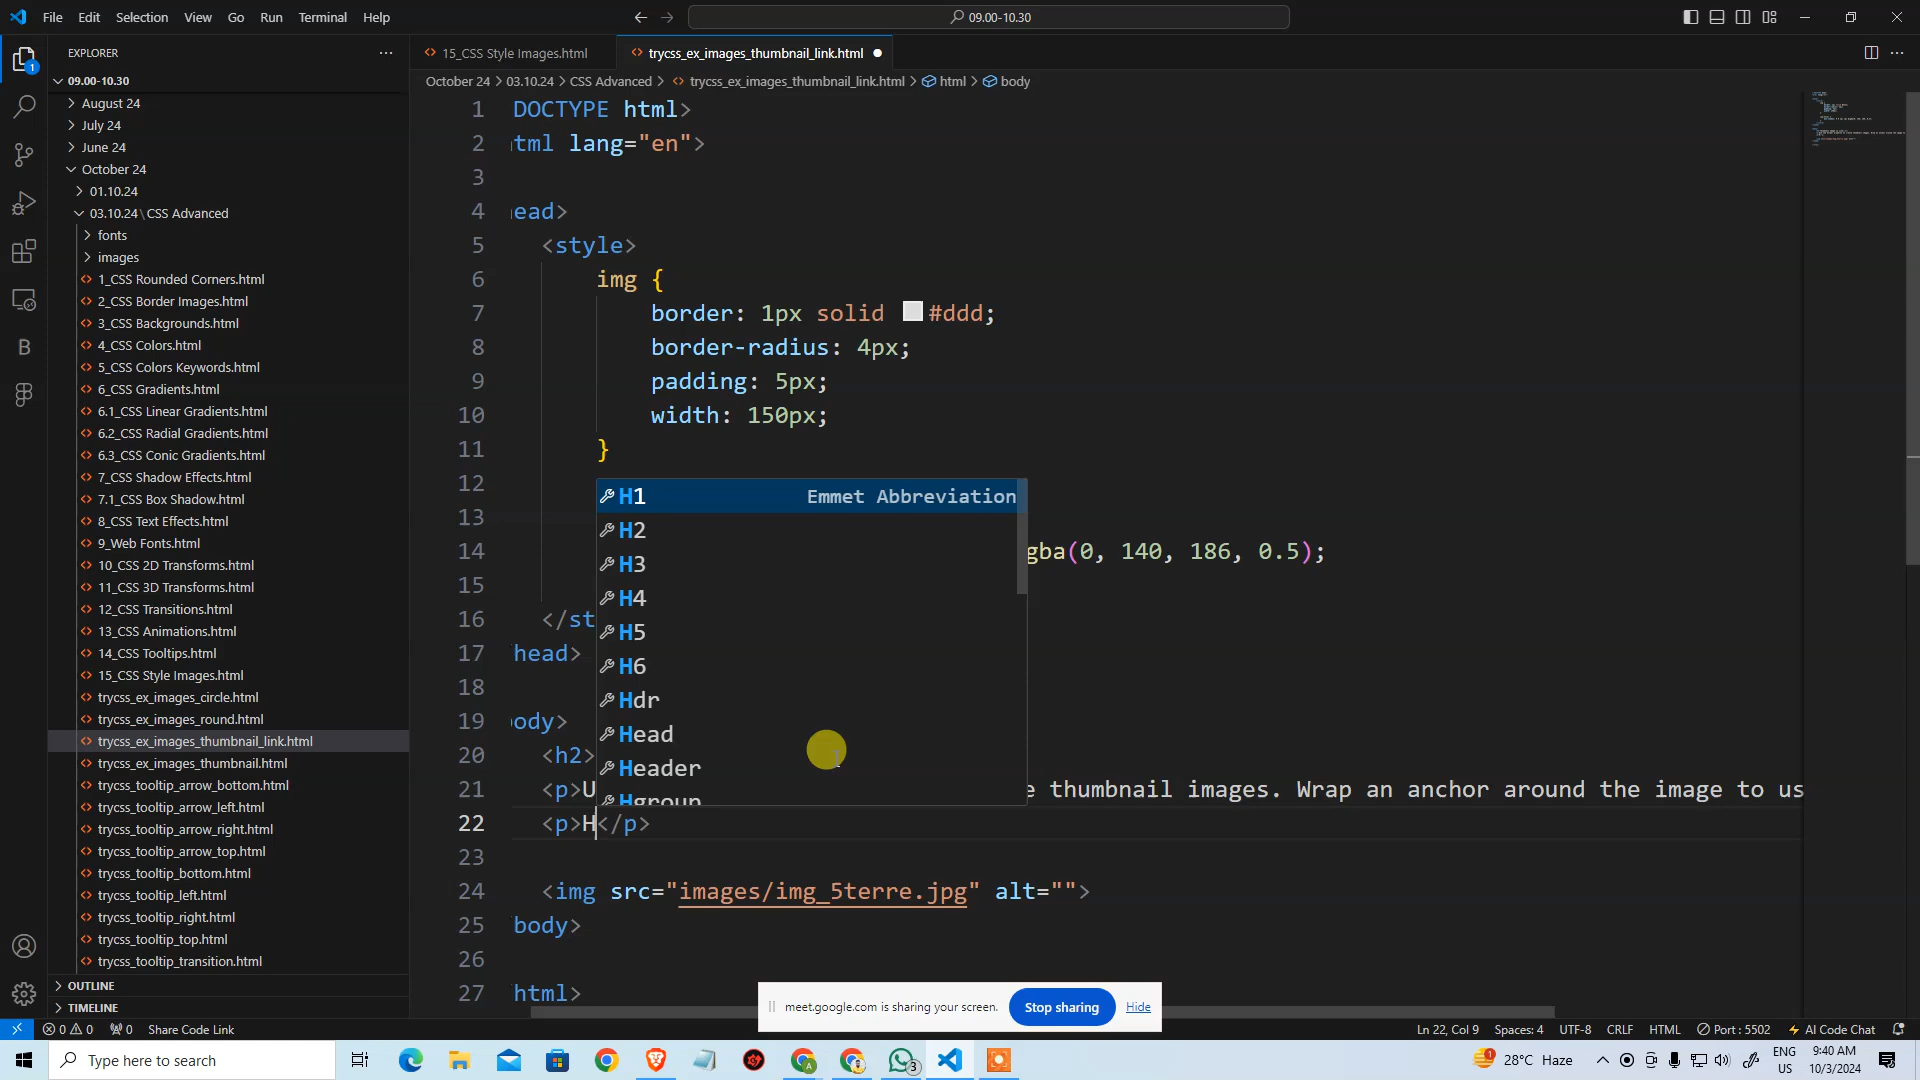 File Edit Selection View Go Run Terminal Help
09.00-10.30
EXPLORER
15_CSS Style Images.html
trycss_ex_images_thumbnail_link.html
09.00-10.30
October 24 > 03.10.24 > CSS Advanced > trycss_ex_images_thumbnail_link.html > html > body
August 24
July 24
June 24
October 24
01.10.24
03.10.24\CSS Advanced
fonts
images
1_CSS Rounded Corners.html
2_CSS Border Images.html
3_CSS Backgrounds.html
4_CSS Colors.html
5_CSS Colors Keywords.html
6_CSS Gradients.html
6.1_CSS Linear Gradients.html
6.2_CSS Radial Gradients.html
6.3_CSS Conic Gradients.html
7_CSS Shadow Effects.html
7.1_CSS Box Shadow.html
8_CSS Text Effects.html
9_Web Fonts.html
10_CSS 2D Transforms.html
11_CSS 3D Transforms.html
12_CSS Transitions.html
13_CSS Animations.html
14_CSS Tooltips.html
15_CSS Style Images.html
trycss_ex_images_circle.html
trycss_ex_images_round.html
trycss_ex_images_thumbnail_link.html
trycss_ex_images_thumbnail.html
trycss_tooltip_arrow_bottom.html
trycss_tooltip_arrow_left.html
trycss_tooltip_arrow_right.html
trycss_tooltip_arrow_top.html
trycss_tooltip_bottom.html
trycss_tooltip_left.html
trycss_tooltip_right.html
trycss_tooltip_top.html
trycss_tooltip_transition.html
OUTLINE
TIMELINE
1 DOCTYPE html>
2 tml lang="en">
3
4 ead>
5 <style>
6 img {
7 border: 1px solid #ddd;
8 border-radius: 4px;
9 padding: 5px;
10 width: 150px;
11 }
12
13
14 gba(0, 140, 186, 0.5);
15
16 </st
17 head>
18
19 ody>
20 <h2>
21 <p>U e thumbnail images. Wrap an anchor around the image to us
22 <p>H</p>
23
24 <img src="images/img_5terre.jpg" alt="">
25 body>
26
27 html>
H1 Emmet Abbreviation
H2
H3
H4
H5
H6
Hdr
Head
Header
Hgroup
meet.google.com is sharing your screen. Stop sharing Hide
0 0 0 Share Code Link
Ln 22, Col 9 Spaces: 4 UTF-8 CRLF HTML Port : 5502 AI Code Chat
Type here to search
28°C Haze
ENG
US
9:40 AM
10/3/2024